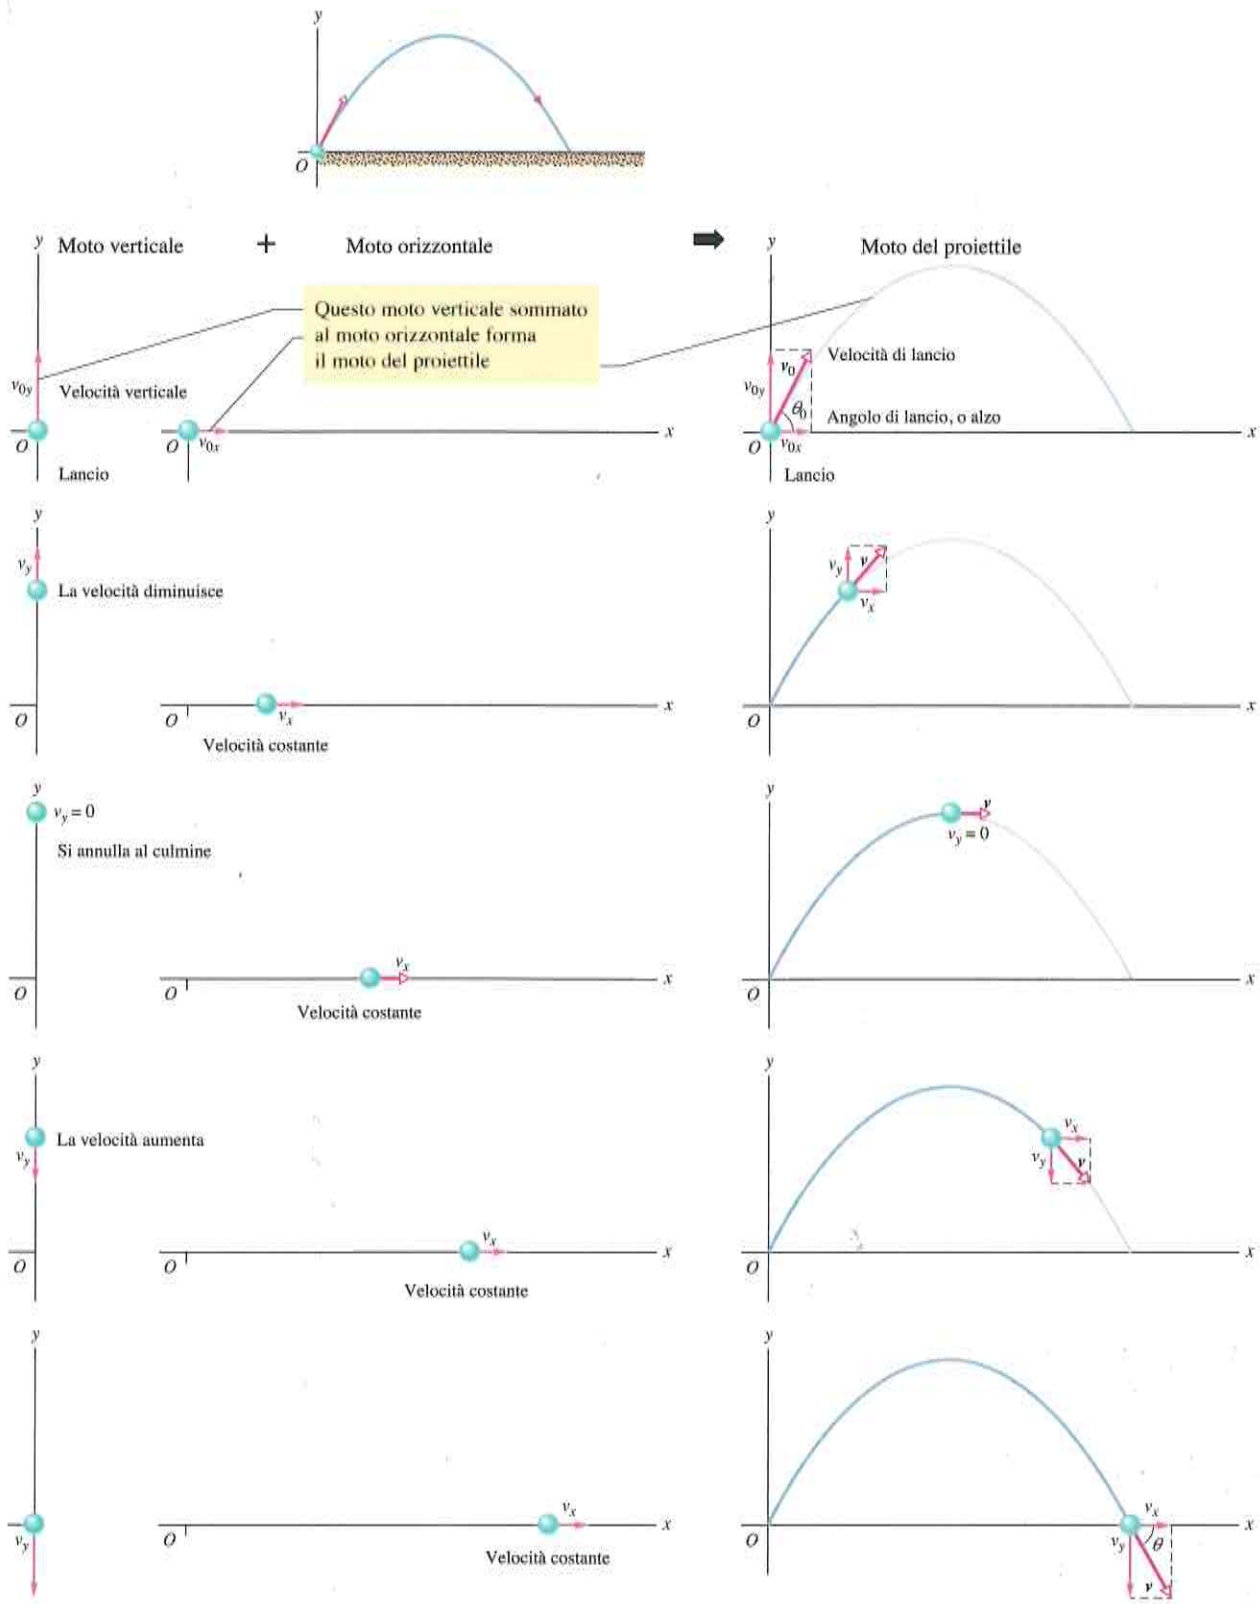 y
O
y Moto verticale + Moto orizzontale y Moto del proiettile
Questo moto verticale sommato
al moto orizzontale forma
il moto del proiettile
v0y Velocità verticale
O
Lancio
O v0x x
Velocità di lancio
v0
v0y
θ0 Angolo di lancio, o alzo
O v0x x
Lancio
y
vy
La velocità diminuisce
O
O vx x
Velocità costante
y
vy v
vx
O x
y
vy = 0
Si annulla al culmine
O
vx
O x
Velocità costante
y
v
vy = 0
O x
y
La velocità aumenta
vy
O
vx
O x
Velocità costante
y
vx
vy v
O x
y
vy
vx
O x
Velocità costante
y
vx
O x
vy θ
v